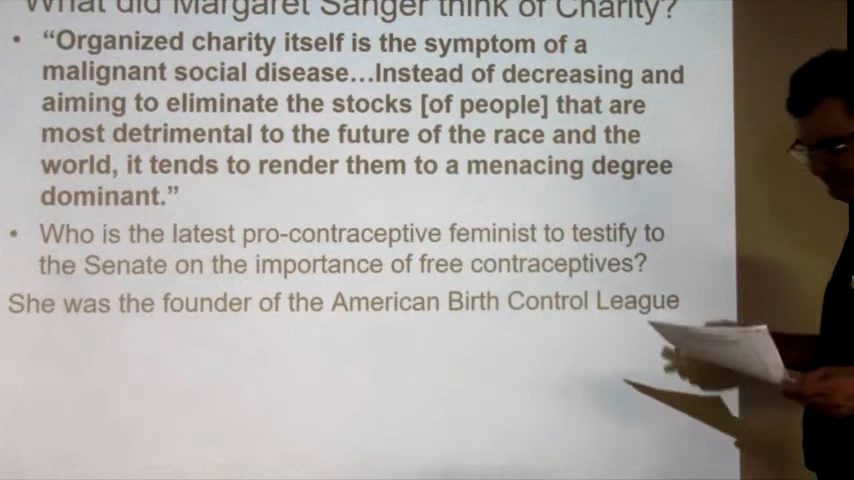 What did Margaret Sanger think of Charity?
• “Organized charity itself is the symptom of a
malignant social disease…Instead of decreasing and
aiming to eliminate the stocks [of people] that are
most detrimental to the future of the race and the
world, it tends to render them to a menacing degree
dominant.”
• Who is the latest pro-contraceptive feminist to testify to
the Senate on the importance of free contraceptives?
She was the founder of the American Birth Control League